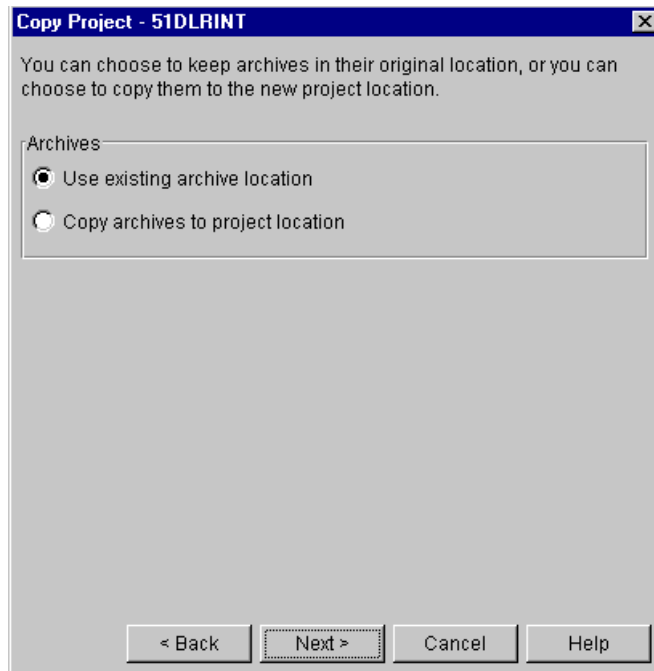 Copy Project - 51DLRINT
You can choose to keep archives in their original location, or you can
choose to copy them to the new project location.
Archives
Use existing archive location
Copy archives to project location
< Back
Next >
Cancel
Help